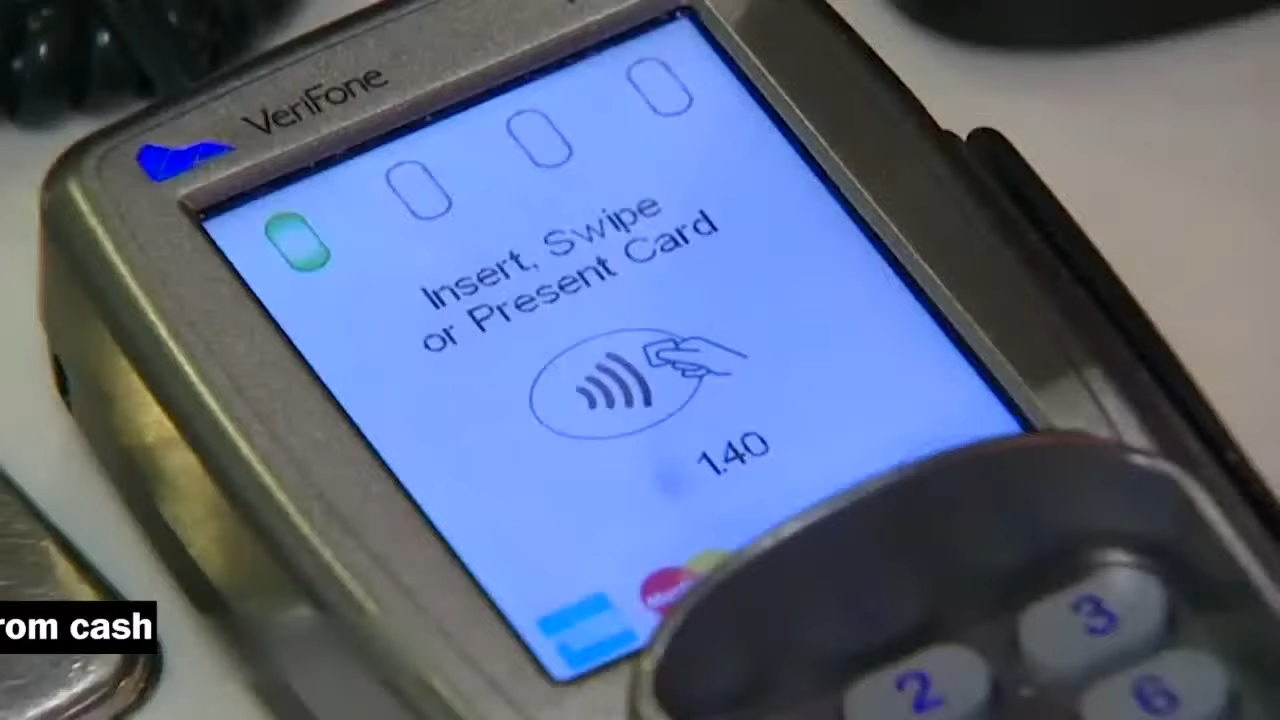 VeriFone
Insert, Swipe
or Present Card
1.40
rom cash
3
2
6